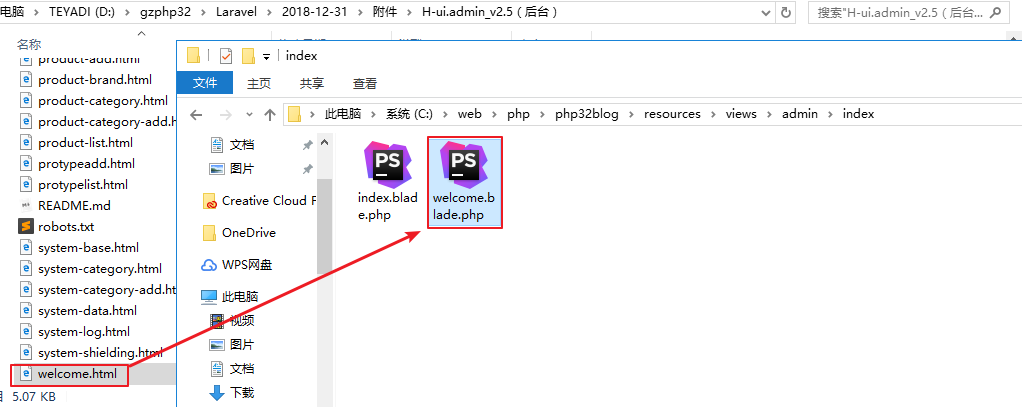 电脑 > TEYADI (D:) > gzphp32 > Laravel > 2018-12-31 > 附件 > H-ui.admin_v2.5（后台）
搜索"H-ui.admin_v2.5（后台...
名称
product-add.html
product-brand.html
product-category.html
product-category-add.h
product-list.html
protypeadd.html
protypelist.html
README.md
robots.txt
system-base.html
system-category.html
system-category-add.ht
system-data.html
system-log.html
system-shielding.html
welcome.html
5.07 KB
index
文件 主页 共享 查看
此电脑 > 系统 (C:) > web > php > php32blog > resources > views > admin > index
文档
图片
Creative Cloud F
OneDrive
WPS网盘
此电脑
视频
图片
文档
下载
PS
index.bla
de.php
PS
welcome.b
lade.php